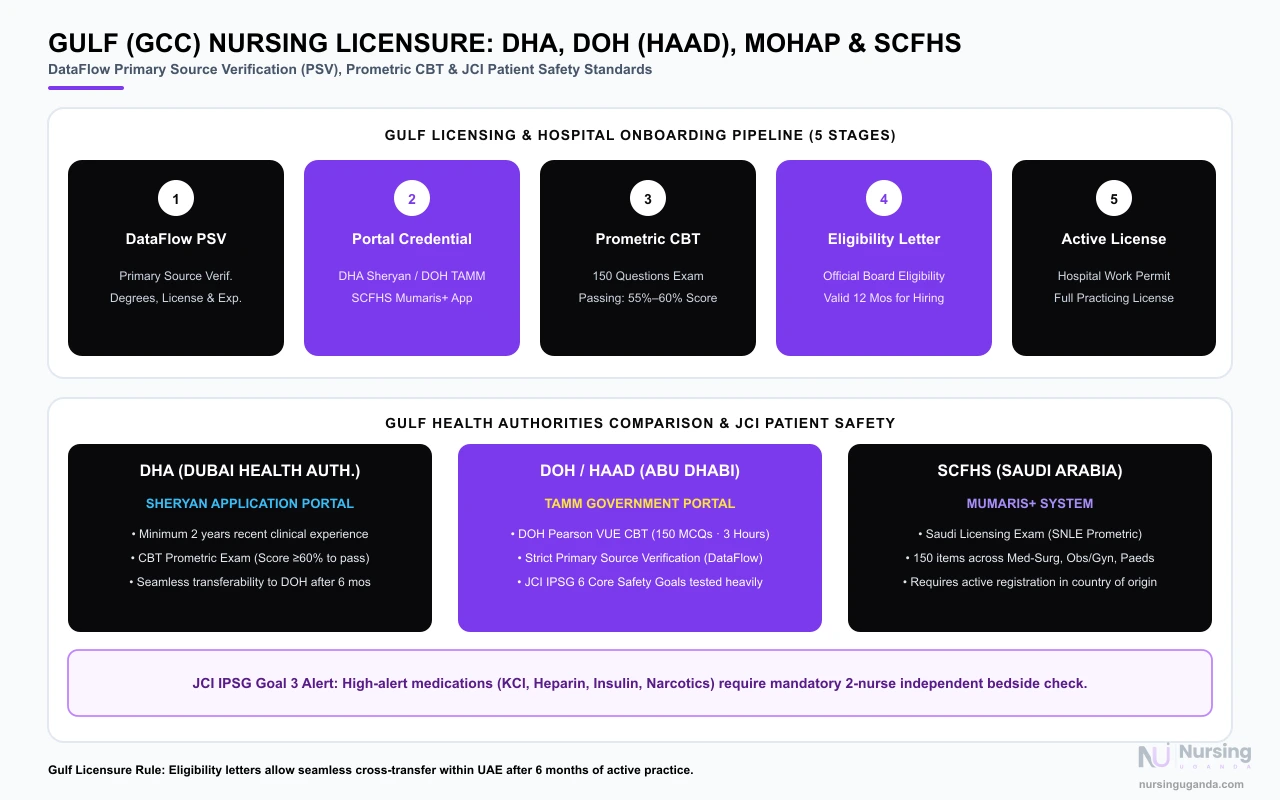 GULF (GCC) NURSING LICENSURE: DHA, DOH (HAAD), MOHAP & SCFHS
DataFlow Primary Source Verification (PSV), Prometric CBT & JCI Patient Safety Standards
GULF LICENSING & HOSPITAL ONBOARDING PIPELINE (5 STAGES)
1
DataFlow PSV
Primary Source Verif.
Degrees, License & Exp.
2
Portal Credential
DHA Sheryan / DOH TAMM
SCFHS Mumaris+ App
3
Prometric CBT
150 Questions Exam
Passing: 55%–60% Score
4
Eligibility Letter
Official Board Eligibility
Valid 12 Mos for Hiring
5
Active License
Hospital Work Permit
Full Practicing License
GULF HEALTH AUTHORITIES COMPARISON & JCI PATIENT SAFETY
DHA (DUBAI HEALTH AUTH.)
SHERYAN APPLICATION PORTAL
• Minimum 2 years recent clinical experience
• CBT Prometric Exam (Score ≥60% to pass)
• Seamless transferability to DOH after 6 mos
DOH / HAAD (ABU DHABI)
TAMM GOVERNMENT PORTAL
• DOH Pearson VUE CBT (150 MCQs · 3 Hours)
• Strict Primary Source Verification (DataFlow)
• JCI IPSG 6 Core Safety Goals tested heavily
SCFHS (SAUDI ARABIA)
MUMARIS+ SYSTEM
• Saudi Licensing Exam (SNLE Prometric)
• 150 items across Med-Surg, Obs/Gyn, Paeds
• Requires active registration in country of origin
JCI IPSG Goal 3 Alert: High-alert medications (KCl, Heparin, Insulin, Narcotics) require mandatory 2-nurse independent bedside check.
Gulf Licensure Rule: Eligibility letters allow seamless cross-transfer within UAE after 6 months of active practice.
NU Nursing
UGANDA
nursinguganda.com